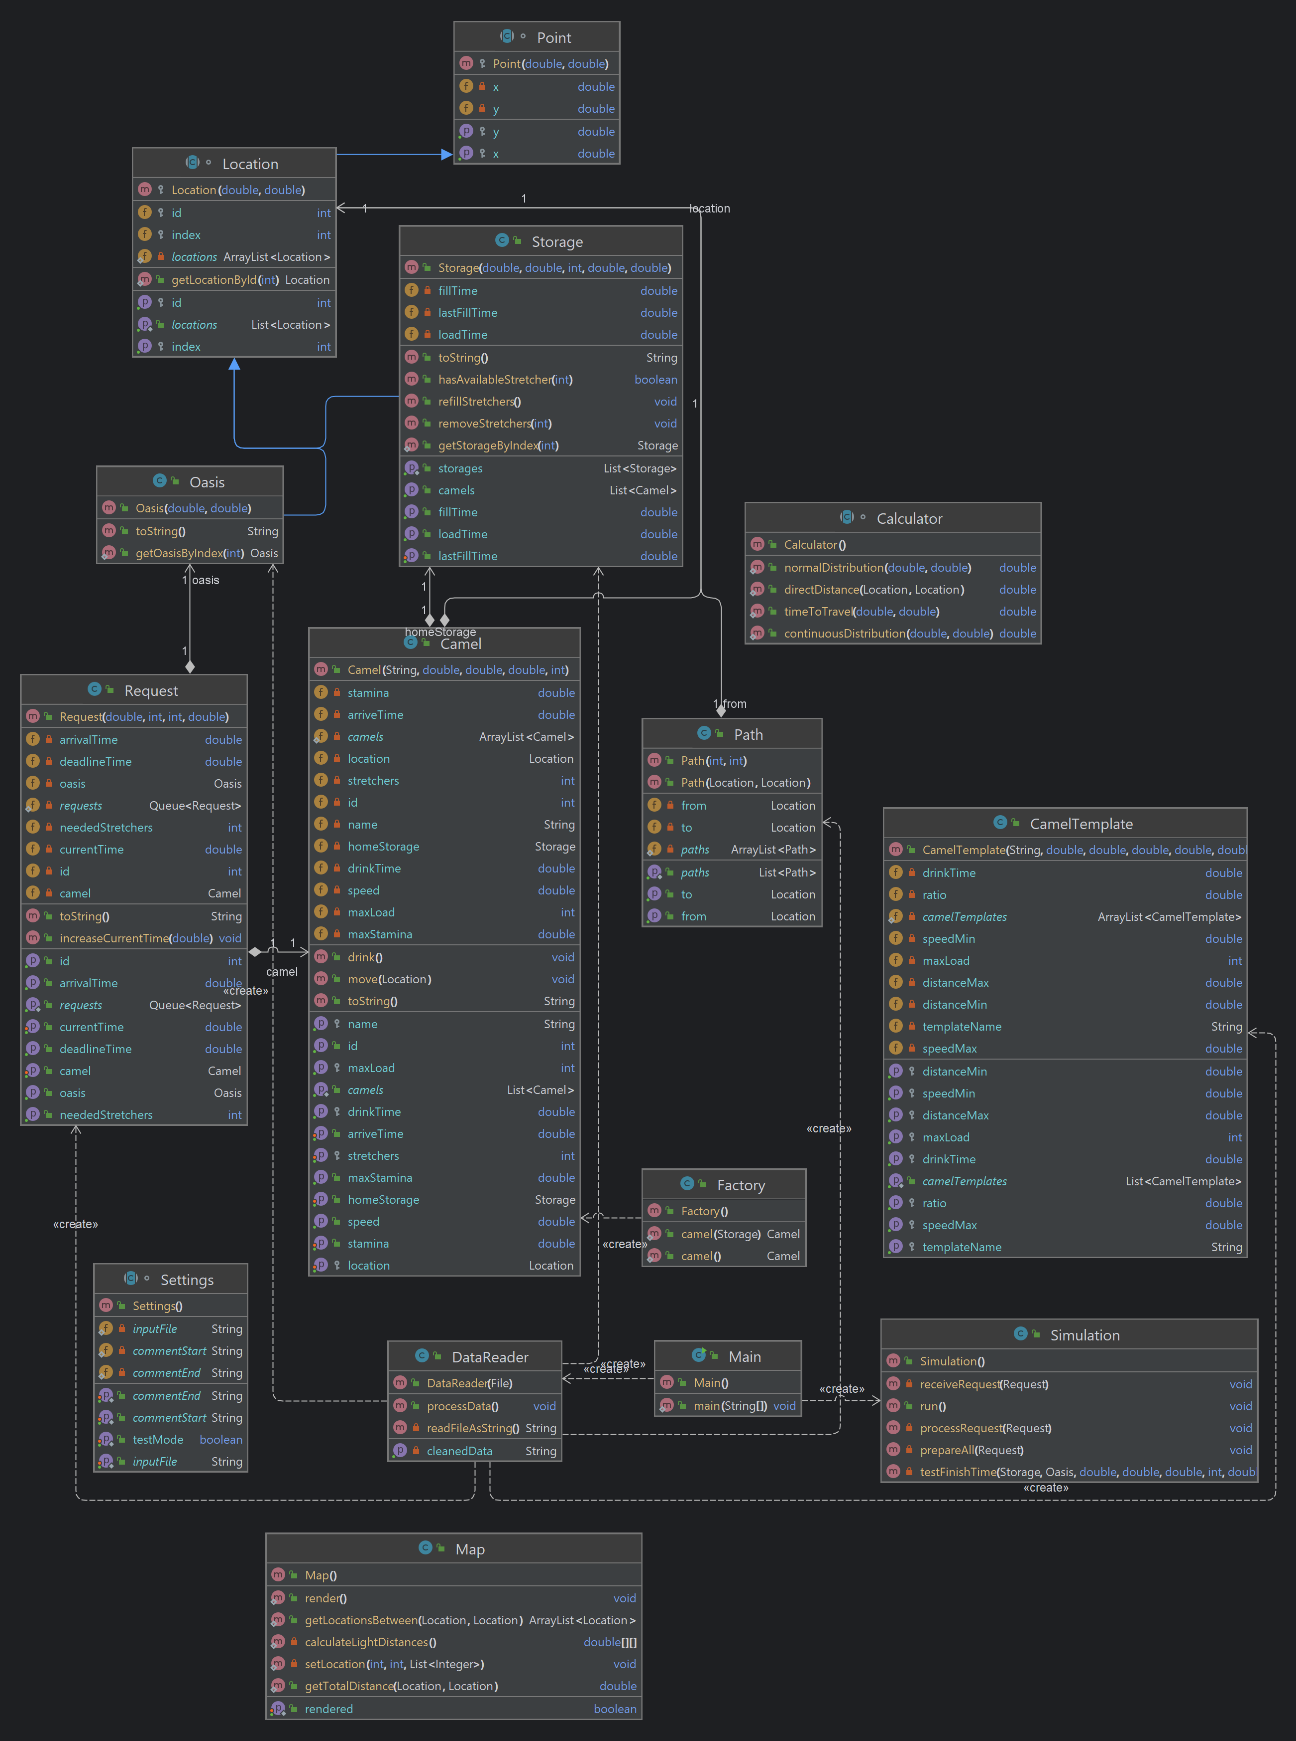 Point
Point(double, double)
x double
y double
y double
x double
Location
Location(double, double)
id int
index int
locations ArrayList<Location>
getLocationById(int) Location
id int
locations List<Location>
index int
1
1
location
Storage
Storage(double, double, int, double, double)
fillTime double
lastFillTime double
loadTime double
toString() String
hasAvailableStretcher(int) boolean
refillStretchers() void
removeStretchers(int) void
getStorageByIndex(int) Storage
storages List<Storage>
camels List<Camel>
fillTime double
loadTime double
lastFillTime double
1
Oasis
Oasis(double, double)
toString() String
getOasisByIndex(int) Oasis
1 oasis
1
Calculator
Calculator()
normalDistribution(double, double) double
directDistance(Location, Location) double
timeToTravel(double, double) double
continuousDistribution(double, double) double
1
1
homeStorage
Camel
Camel(String, double, double, double, int)
stamina double
arriveTime double
camels ArrayList<Camel>
location Location
stretchers int
id int
name String
homeStorage Storage
drinkTime double
speed double
maxLoad int
maxStamina double
drink() void
move(Location) void
toString() String
name String
id int
maxLoad int
camels List<Camel>
drinkTime double
arriveTime double
stretchers int
maxStamina double
homeStorage Storage
speed double
stamina double
location Location
Request
Request(double, int, int, double)
arrivalTime double
deadlineTime double
oasis Oasis
requests Queue<Request>
neededStretchers int
currentTime double
id int
camel Camel
toString() String
increaseCurrentTime(double) void
id int
arrivalTime double
requests Queue<Request>
currentTime double
deadlineTime double
camel Camel
oasis Oasis
neededStretchers int
1 1
camel
«create»
1 from
Path
Path(int, int)
Path(Location, Location)
from Location
to Location
paths ArrayList<Path>
paths List<Path>
to Location
from Location
CamelTemplate
CamelTemplate(String, double, double, double, double, doubl
drinkTime double
ratio double
camelTemplates ArrayList<CamelTemplate>
speedMin double
maxLoad int
distanceMax double
distanceMin double
templateName String
speedMax double
distanceMin double
speedMin double
distanceMax double
maxLoad int
drinkTime double
camelTemplates List<CamelTemplate>
ratio double
speedMax double
templateName String
«create»
Factory
Factory()
camel(Storage) Camel
camel() Camel
«create»
«create»
Settings
Settings()
inputFile String
commentStart String
commentEnd String
commentEnd String
commentStart String
testMode boolean
inputFile String
DataReader
DataReader(File)
processData() void
readFileAsString() String
cleanedData String
«create»
«create»
Main
Main()
main(String[]) void
«create»
Simulation
Simulation()
receiveRequest(Request) void
run() void
processRequest(Request) void
prepareAll(Request) void
testFinishTime(Storage, Oasis, double, double, double, int, doubl
«create»
Map
Map()
render() void
getLocationsBetween(Location, Location) ArrayList<Location>
calculateLightDistances() double[][]
setLocation(int, int, List<Integer>) void
getTotalDistance(Location, Location) double
rendered boolean